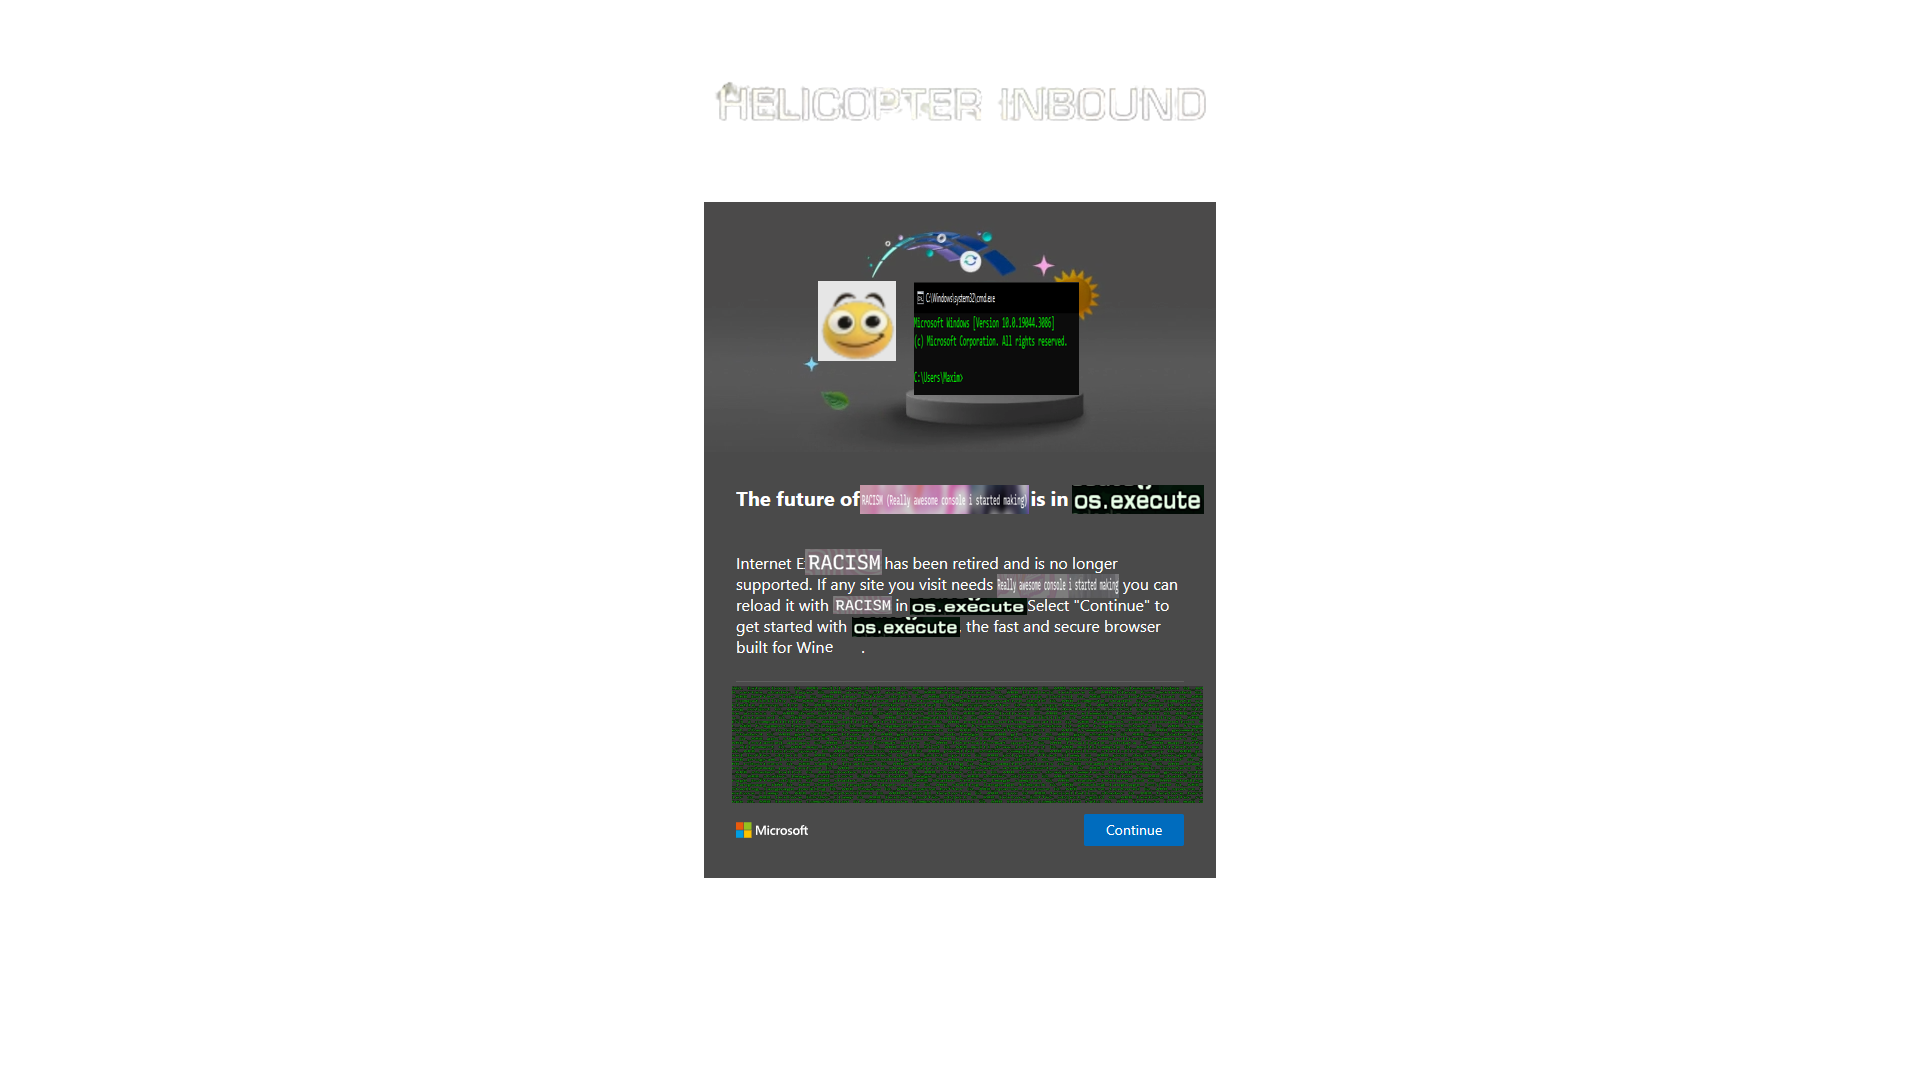 HELICOPTER INBOUND
C:\Windows\system32\cmd.exe
Microsoft Windows [Version 10.0.19044.3086]
(c) Microsoft Corporation. All rights reserved.
C:\Users\Maxim>
The future of RACISM (Really awesome console i started making) is in os.execute
Internet E RACISM has been retired and is no longer
supported. If any site you visit needs Really awesome console i started making you can
reload it with RACISM in os.execute Select "Continue" to
get started with os.execute, the fast and secure browser
built for Wine .
Microsoft
Continue